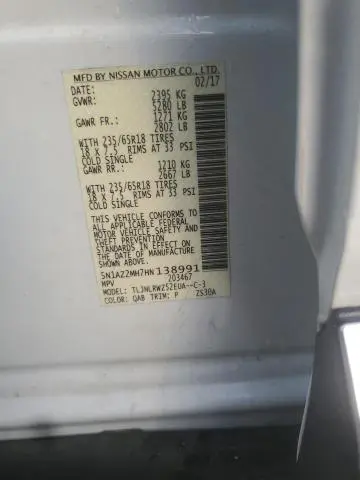 MFD BY NISSAN MOTOR CO., LTD.
DATE: 02/17
GVWR: 2395 KG
5280 LB
GAWR FR.: 1271 KG
2802 LB
WITH 235/65R18 TIRES
18 X 7.5 RIMS AT 33 PSI
COLD SINGLE
GAWR RR.: 1210 KG
2667 LB
WITH 235/65R18 TIRES
18 X 7.5 RIMS AT 33 PSI
COLD SINGLE
THIS VEHICLE CONFORMS TO ALL
APPLICABLE FEDERAL
MOTOR VEHICLE SAFETY AND THEFT
PREVENTION STANDARDS
STANDARDS IN EFFECT ON THE
DATE OF MANUFACTURE
SHOWN ABOVE.
5N1AZ2MH7HN138991
MPV 203467
MODEL: TLJNLRWZ52EUA--C-3
COLOR: QAB TRIM: P ZS30A